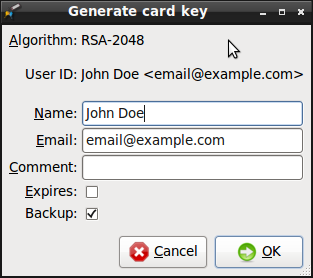 Generate card key
Algorithm: RSA-2048
User ID: John Doe <email@example.com>
Name: John Doe
Email: email@example.com
Comment:
Expires:
Backup:
Cancel OK